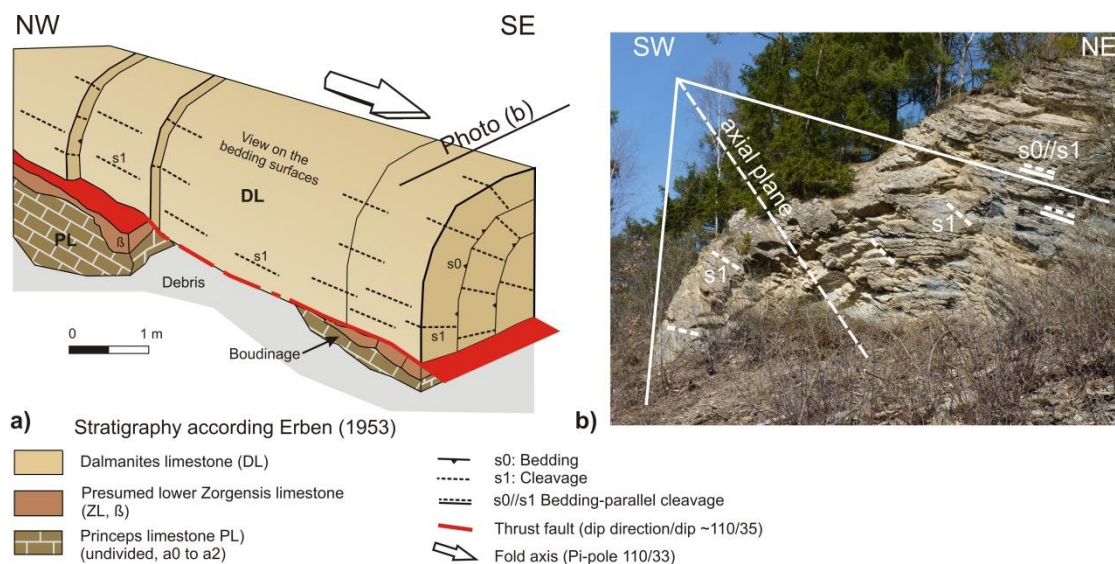 NW
SE
Photo (b)
View on the
bedding surfaces
s1
DL
s0
s1
s1
PL
ß
Debris
0
1 m
Boudinage
a)
SW
NE
axial plane
s0//s1
s1
s1
b)
Stratigraphy according Erben (1953)
Dalmanites limestone (DL)
Presumed lower Zorgensis limestone
(ZL, ß)
Princeps limestone PL)
(undivided, a0 to a2)
s0: Bedding
s1: Cleavage
s0//s1 Bedding-parallel cleavage
Thrust fault (dip direction/dip ~110/35)
Fold axis (Pi-pole 110/33)